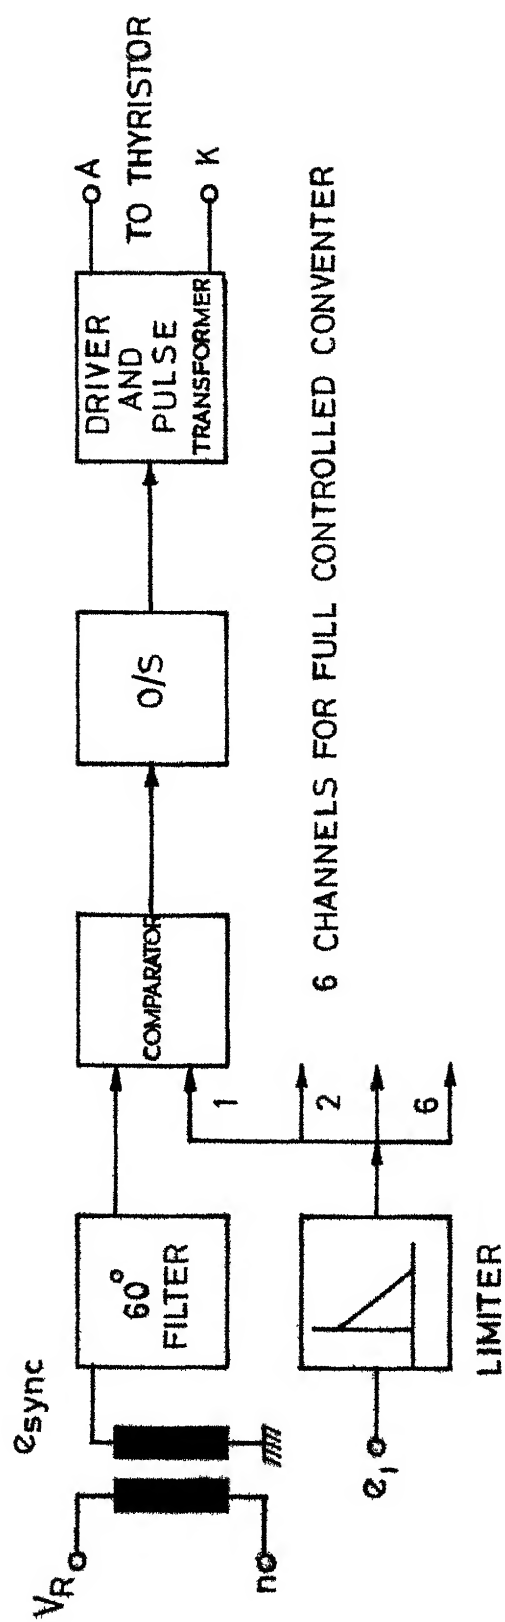 V_R
n
e_sync
60°
FILTER
COMPARATOR
O/S
DRIVER
AND
PULSE
TRANSFORMER
A
TO THYRISTOR
K
e_1
LIMITER
1
2
6
6 CHANNELS FOR FULL CONTROLLED CONVENTER